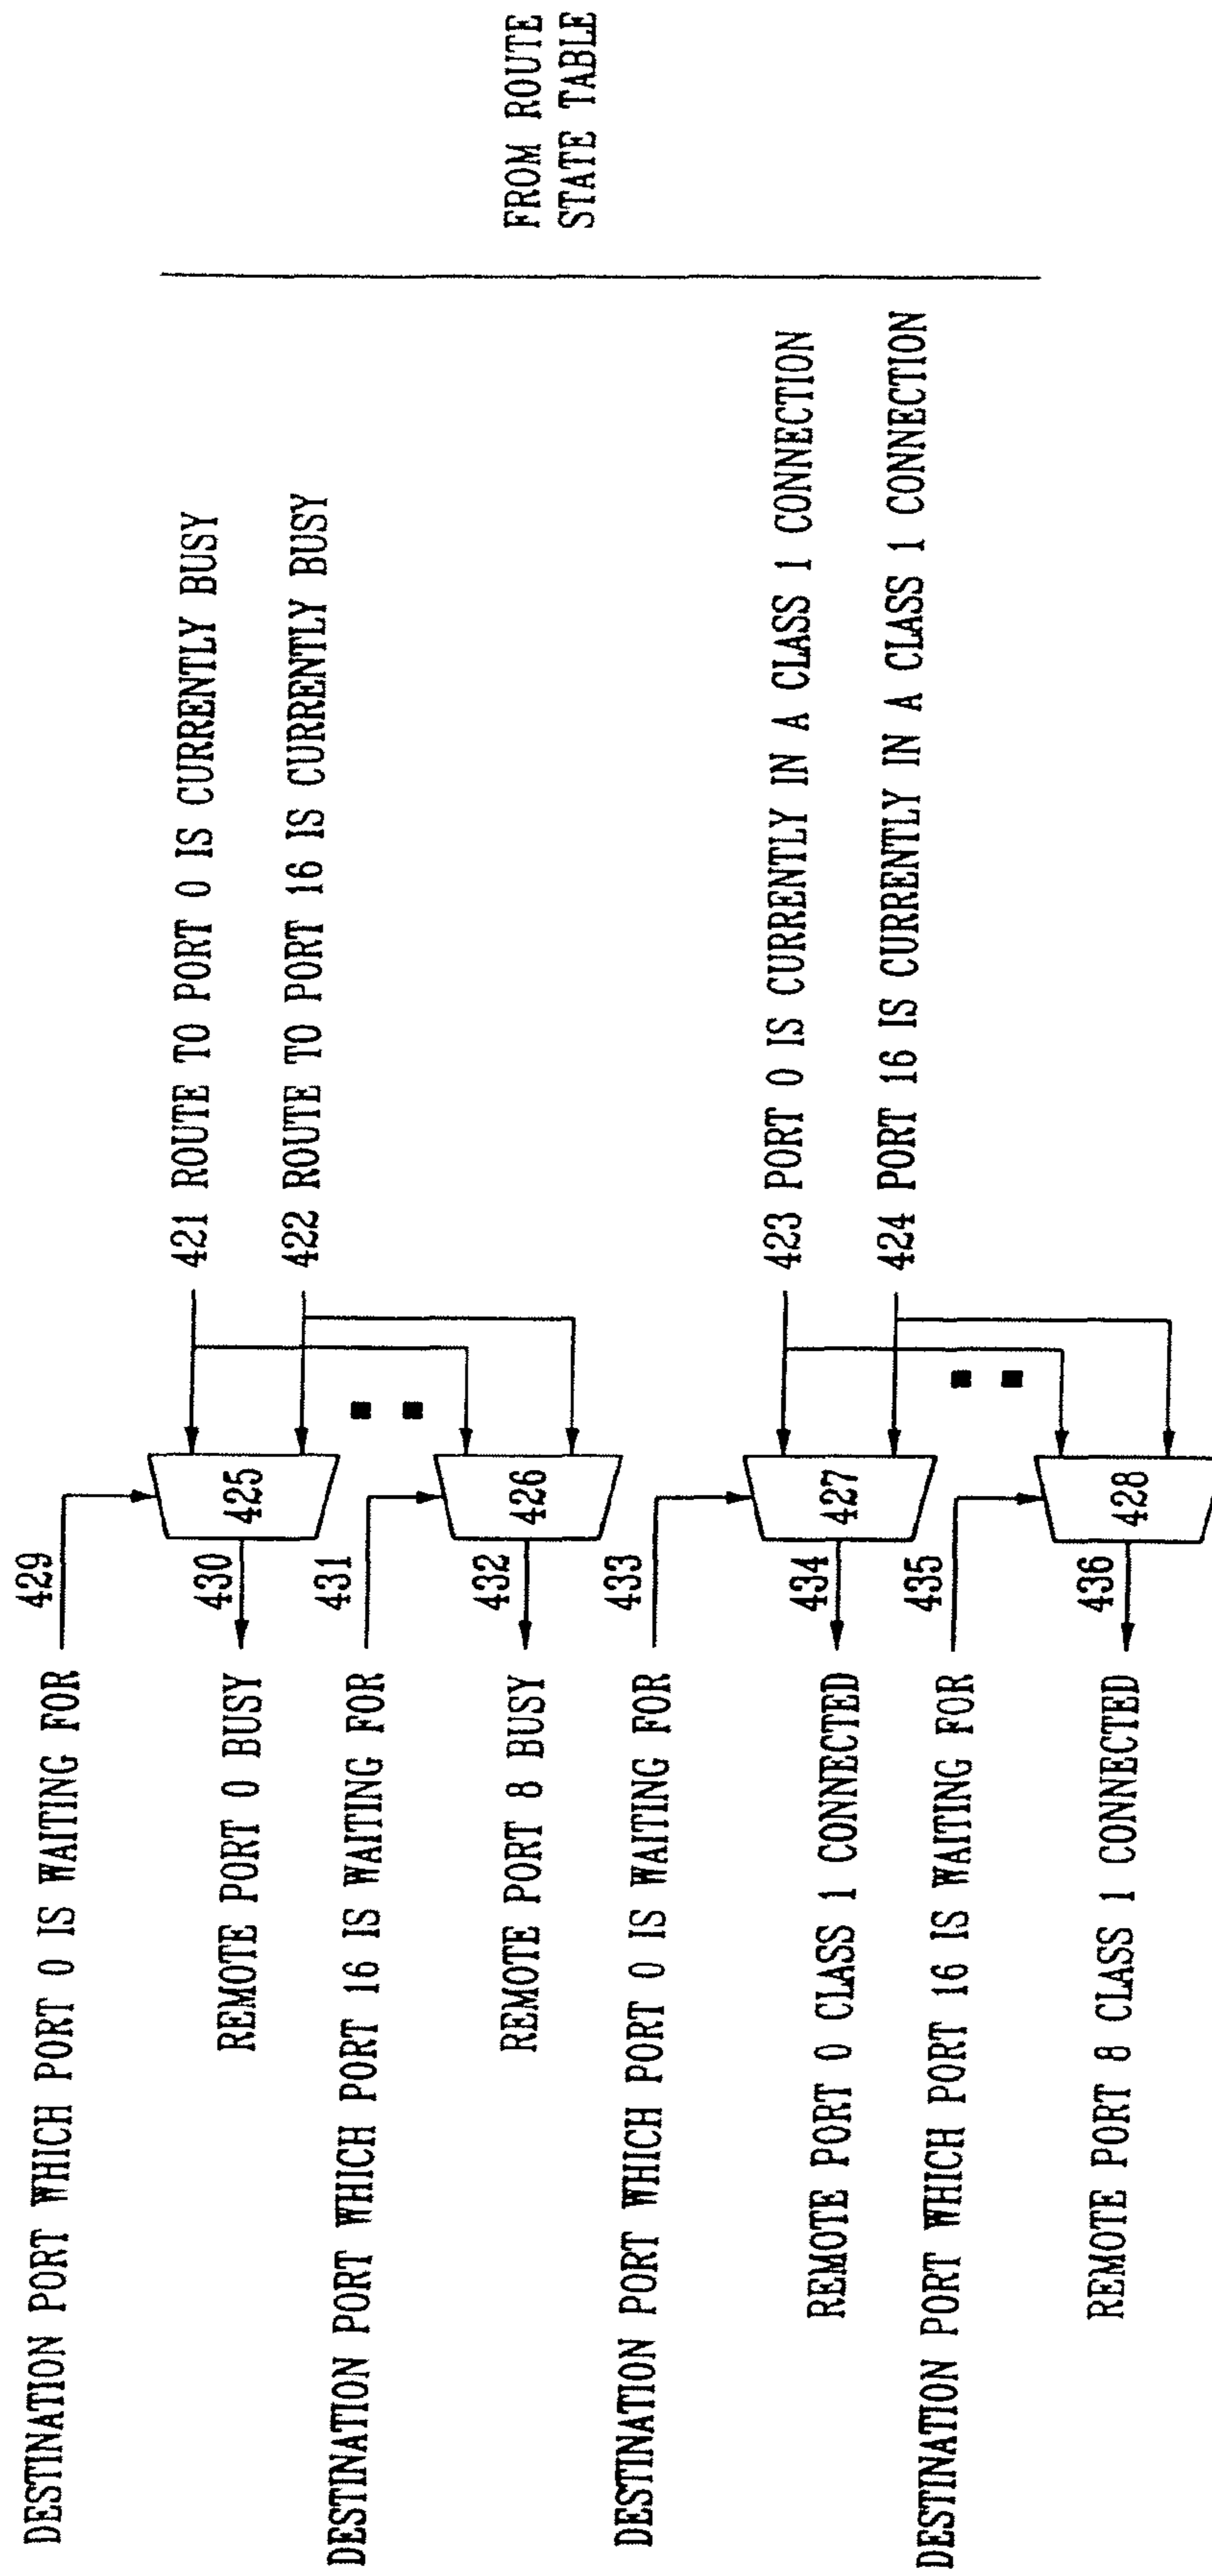 DESTINATION PORT WHICH PORT 0 IS WAITING FOR
429
421 ROUTE TO PORT 0 IS CURRENTLY BUSY
425
430
REMOTE PORT 0 BUSY
422 ROUTE TO PORT 16 IS CURRENTLY BUSY
DESTINATION PORT WHICH PORT 16 IS WAITING FOR
431
426
432
REMOTE PORT 8 BUSY
FROM ROUTE
STATE TABLE
DESTINATION PORT WHICH PORT 0 IS WAITING FOR
433
423 PORT 0 IS CURRENTLY IN A CLASS 1 CONNECTION
427
434
REMOTE PORT 0 CLASS 1 CONNECTED
424 PORT 16 IS CURRENTLY IN A CLASS 1 CONNECTION
DESTINATION PORT WHICH PORT 16 IS WAITING FOR
435
428
436
REMOTE PORT 8 CLASS 1 CONNECTED